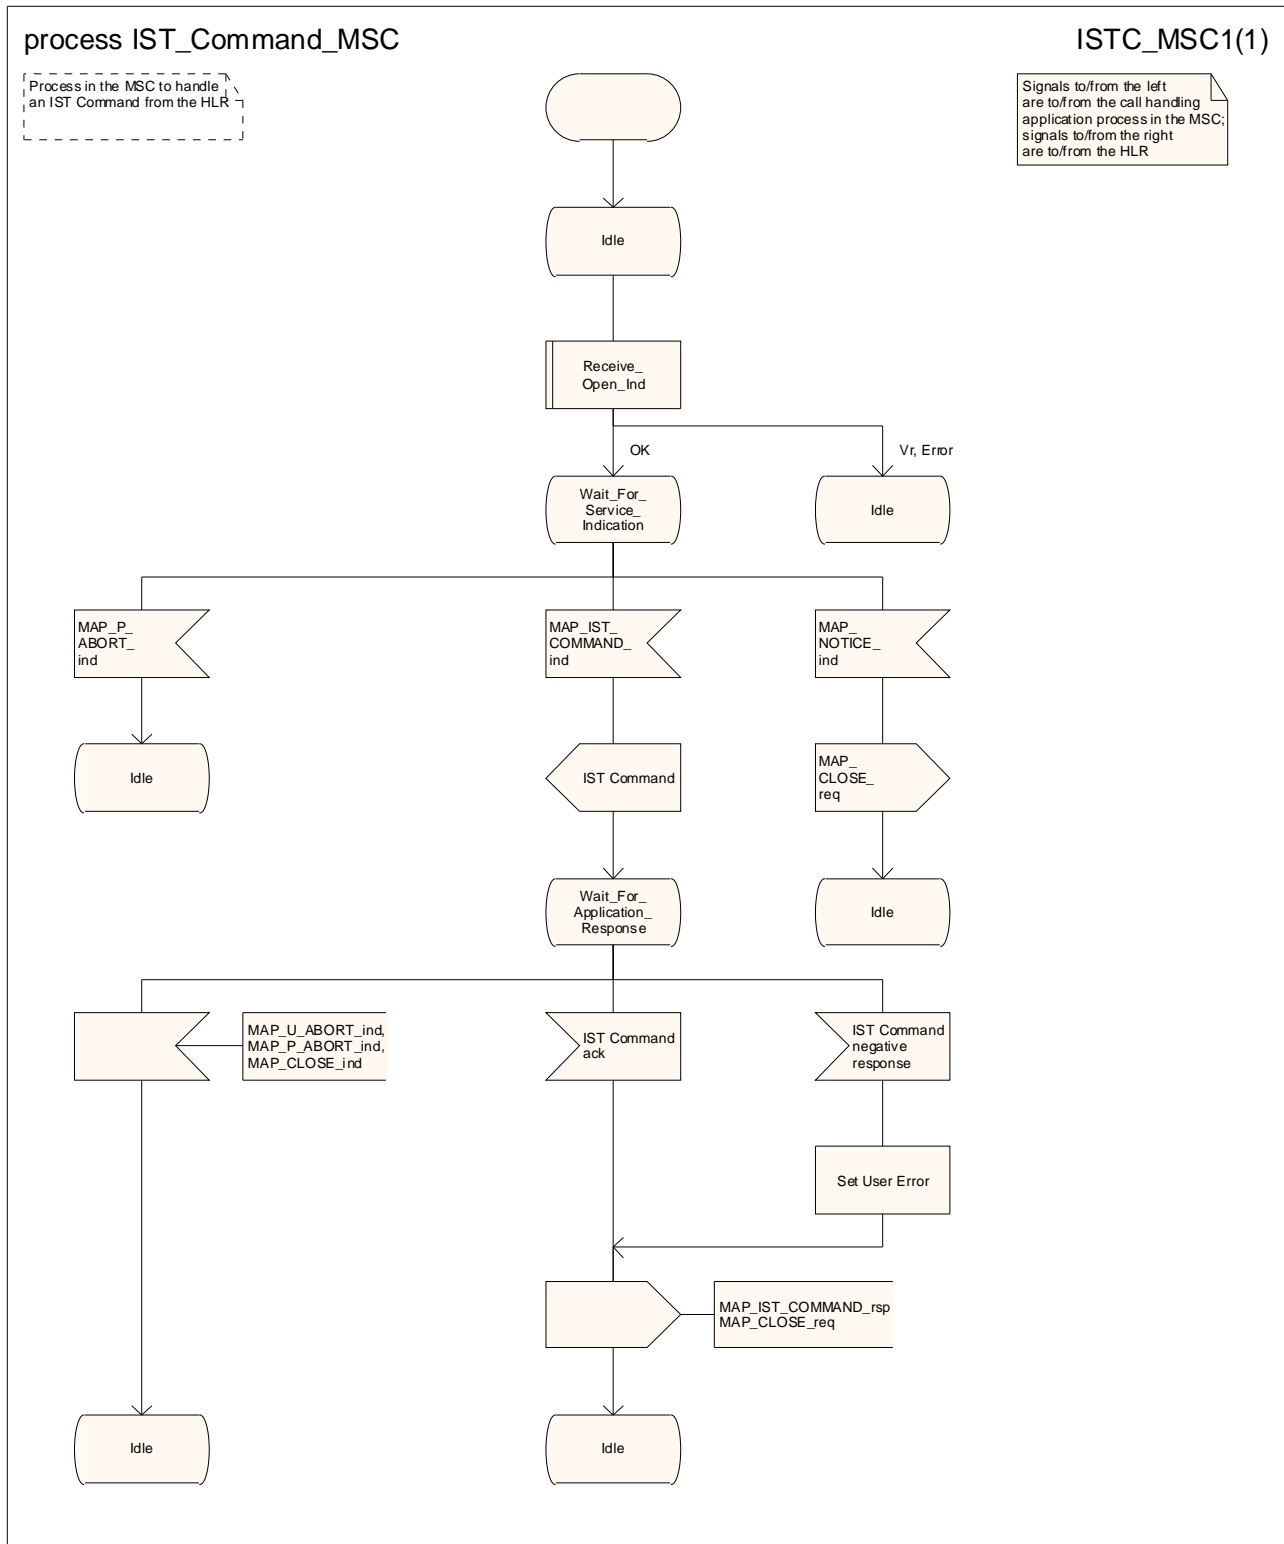 process IST_Command_MSC
ISTC_MSC1(1)
Process in the MSC to handle
an IST Command from the HLR
Signals to/from the left
are to/from the call handling
application process in the MSC;
signals to/from the right
are to/from the HLR
Idle
Receive_
Open_Ind
OK
Vr, Error
Wait_For_
Service_
Indication
Idle
MAP_P_
ABORT_
ind
MAP_IST_
COMMAND_
ind
MAP_
NOTICE_
ind
Idle
IST Command
MAP_
CLOSE_
req
Wait_For_
Application_
Response
Idle
MAP_U_ABORT_ind,
MAP_P_ABORT_ind,
MAP_CLOSE_ind
IST Command
ack
IST Command
negative
response
Set User Error
MAP_IST_COMMAND_rsp
MAP_CLOSE_req
Idle
Idle